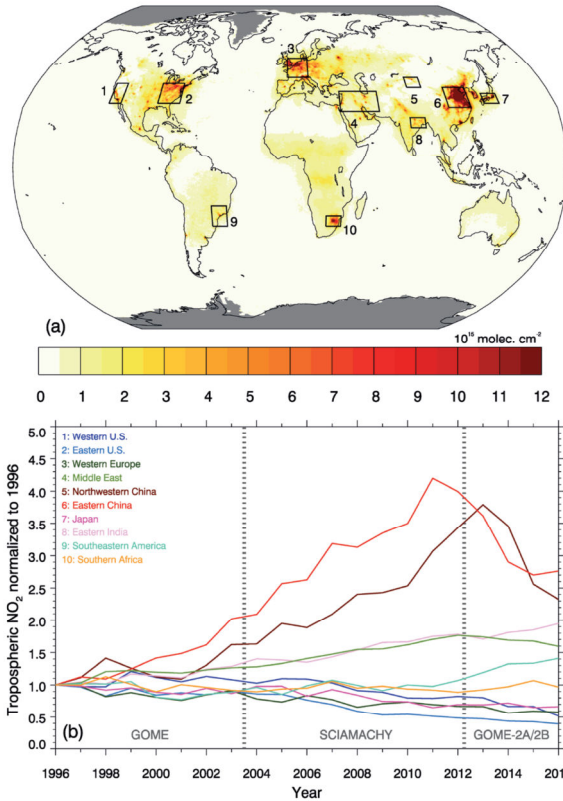 1
2
3
4
5
6
7
8
9
10
(a)
10¹⁶ molec. cm⁻²
0 1 2 3 4 5 6 7 8 9 10 11 12
Tropospheric NO₂ normalized to 1996
5.0
4.5
4.0
3.5
3.0
2.5
2.0
1.5
1.0
0.5
0.0
1: Western U.S.
2: Eastern U.S.
3: Western Europe
4: Middle East
5: Northwestern China
6: Eastern China
7: Japan
8: Eastern India
9: Southeastern America
10: Southern Africa
(b)
GOME
SCIAMACHY
GOME-2A/2B
1996 1998 2000 2002 2004 2006 2008 2010 2012 2014 201
Year